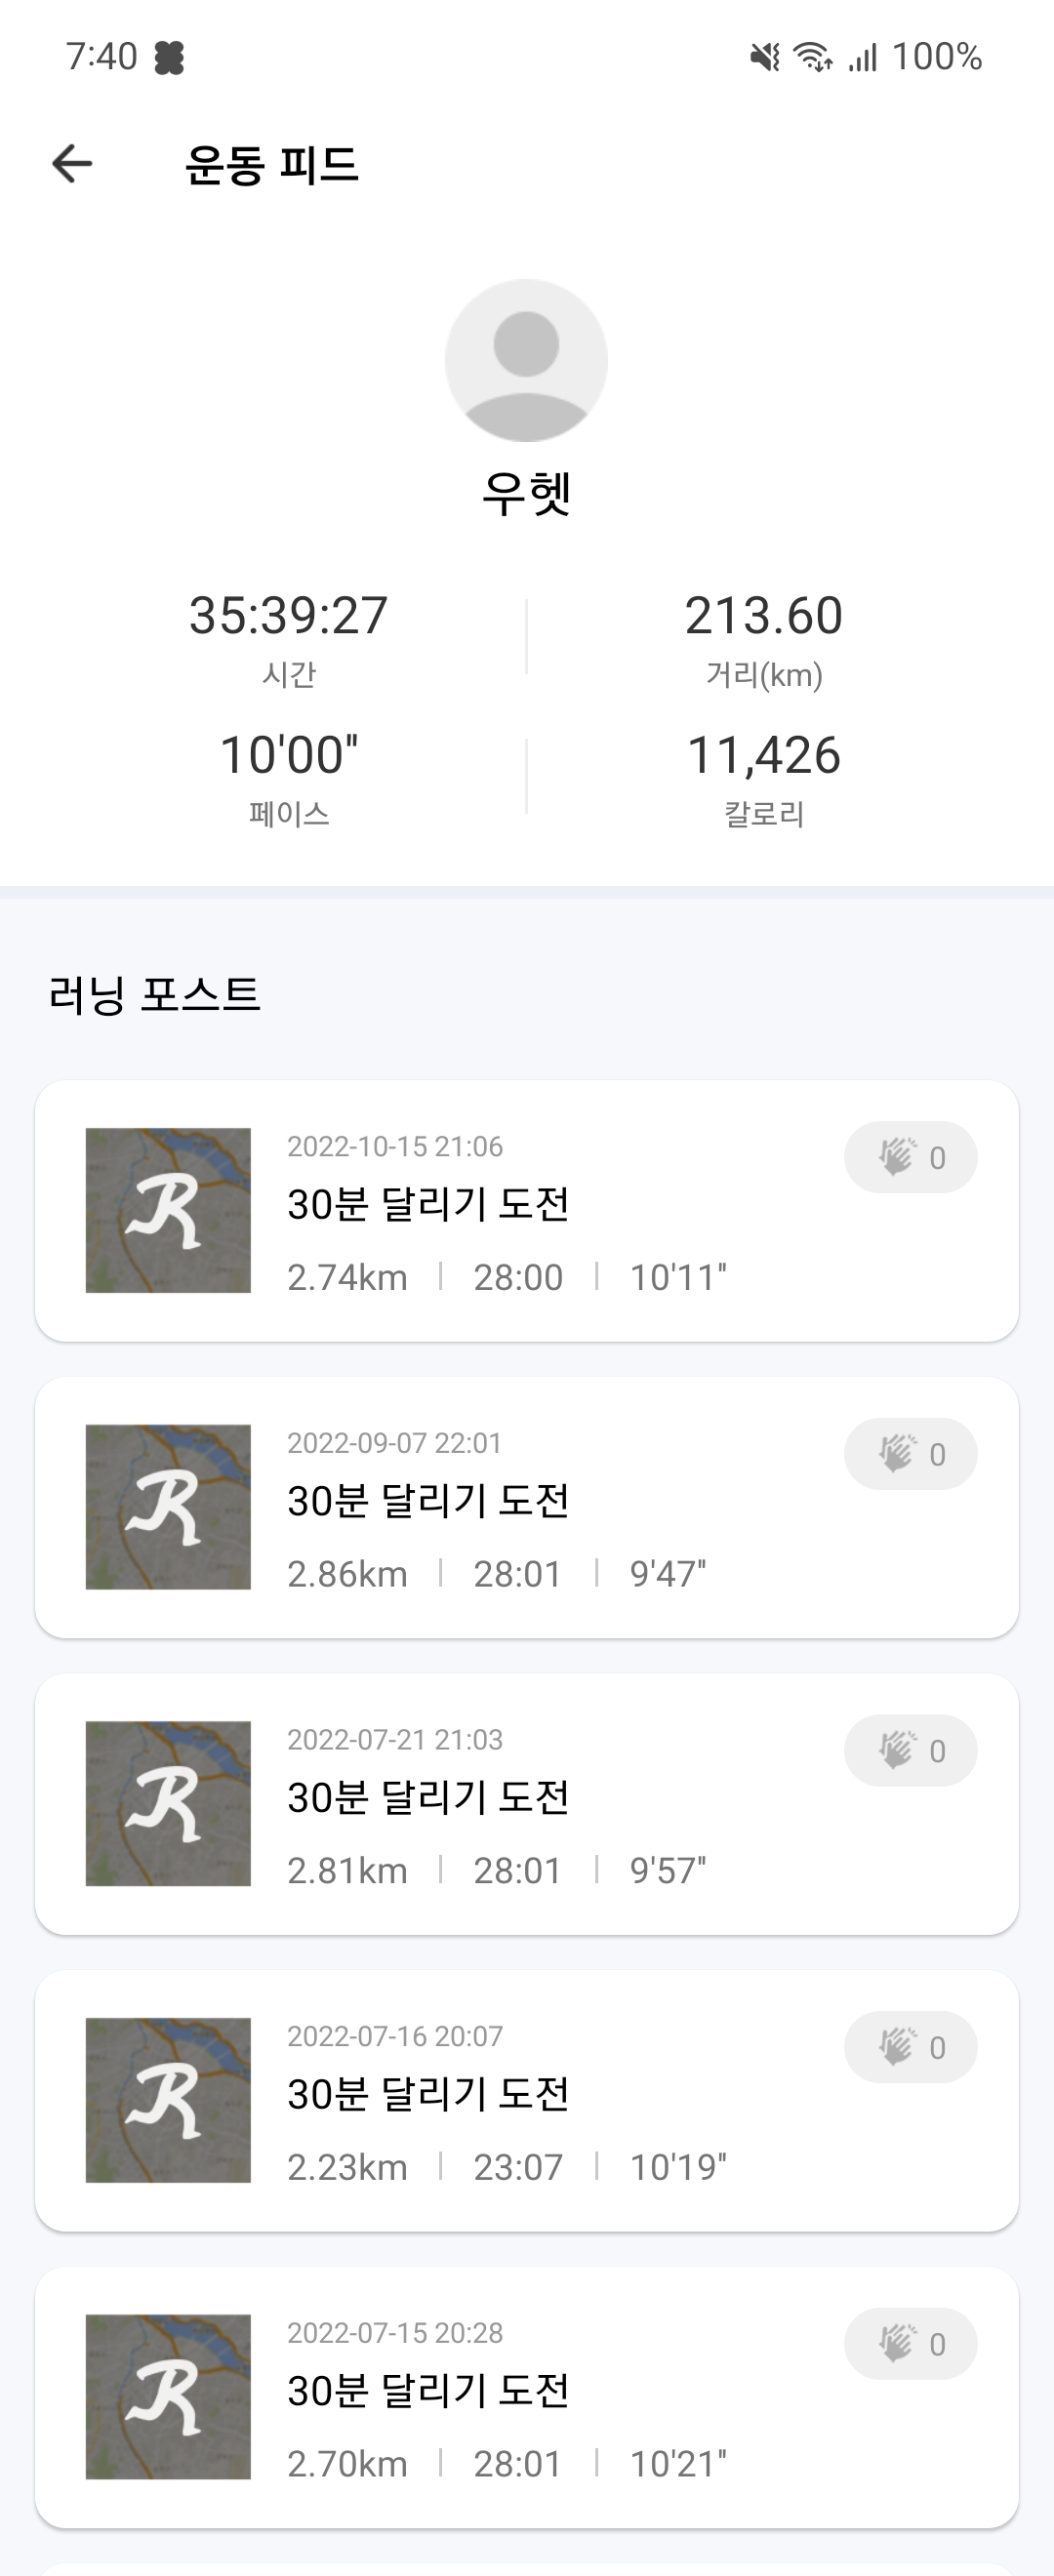 7:40 100%
운동 피드
우헷
35:39:27 213.60
시간 거리(km)
10'00" 11,426
페이스 칼로리
러닝 포스트
2022-10-15 21:06 0
30분 달리기 도전
2.74km | 28:00 | 10'11"
2022-09-07 22:01 0
30분 달리기 도전
2.86km | 28:01 | 9'47"
2022-07-21 21:03 0
30분 달리기 도전
2.81km | 28:01 | 9'57"
2022-07-16 20:07 0
30분 달리기 도전
2.23km | 23:07 | 10'19"
2022-07-15 20:28 0
30분 달리기 도전
2.70km | 28:01 | 10'21"